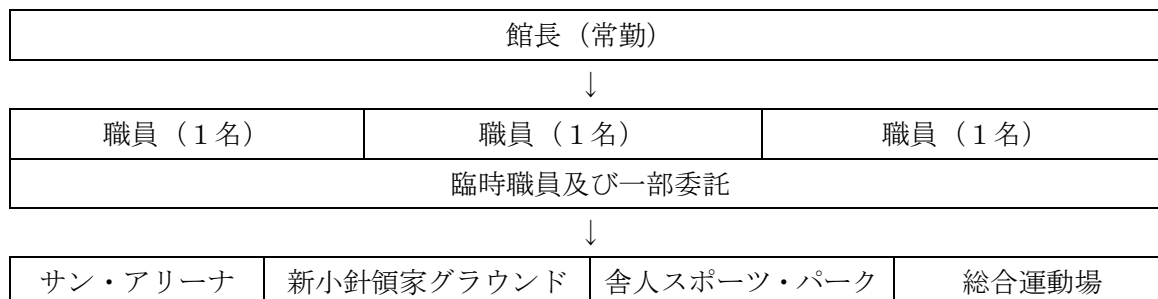 館長（常勤）
↓
職員（１名） 職員（１名） 職員（１名）
臨時職員及び一部委託
↓
サン・アリーナ 新小針領家グラウンド 舎人スポーツ・パーク 総合運動場